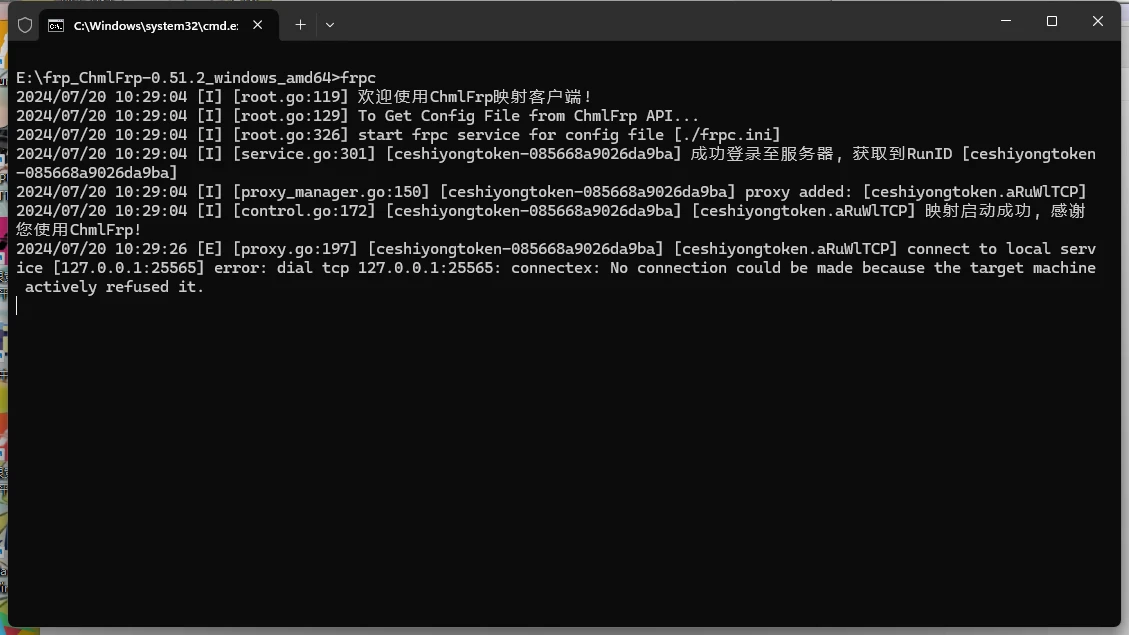 C:\Windows\system32\cmd.e
E:\frp_ChmlFrp-0.51.2_windows_amd64>frpc
2024/07/20 10:29:04 [I] [root.go:119] 欢迎使用ChmlFrp映射客户端！
2024/07/20 10:29:04 [I] [root.go:129] To Get Config File from ChmlFrp API...
2024/07/20 10:29:04 [I] [root.go:326] start frpc service for config file [./frpc.ini]
2024/07/20 10:29:04 [I] [service.go:301] [ceshiyongtoken-085668a9026da9ba] 成功登录至服务器，获取到RunID [ceshiyongtoken
-085668a9026da9ba]
2024/07/20 10:29:04 [I] [proxy_manager.go:150] [ceshiyongtoken-085668a9026da9ba] proxy added: [ceshiyongtoken.aRuWlTCP]
2024/07/20 10:29:04 [I] [control.go:172] [ceshiyongtoken-085668a9026da9ba] [ceshiyongtoken.aRuWlTCP] 映射启动成功，感谢
您使用ChmlFrp！
2024/07/20 10:29:26 [E] [proxy.go:197] [ceshiyongtoken-085668a9026da9ba] [ceshiyongtoken.aRuWlTCP] connect to local serv
ice [127.0.0.1:25565] error: dial tcp 127.0.0.1:25565: connectex: No connection could be made because the target machine
actively refused it.